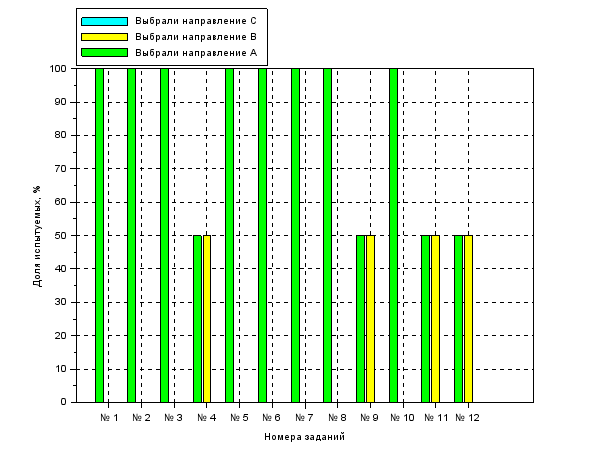 Выбрали направление C
Выбрали направление B
Выбрали направление A
100
90
80
70
60
50
40
30
20
10
0
Доля испытуемых, %
№ 1 № 2 № 3 № 4 № 5 № 6 № 7 № 8 № 9 № 10 № 11 № 12
Номера заданий